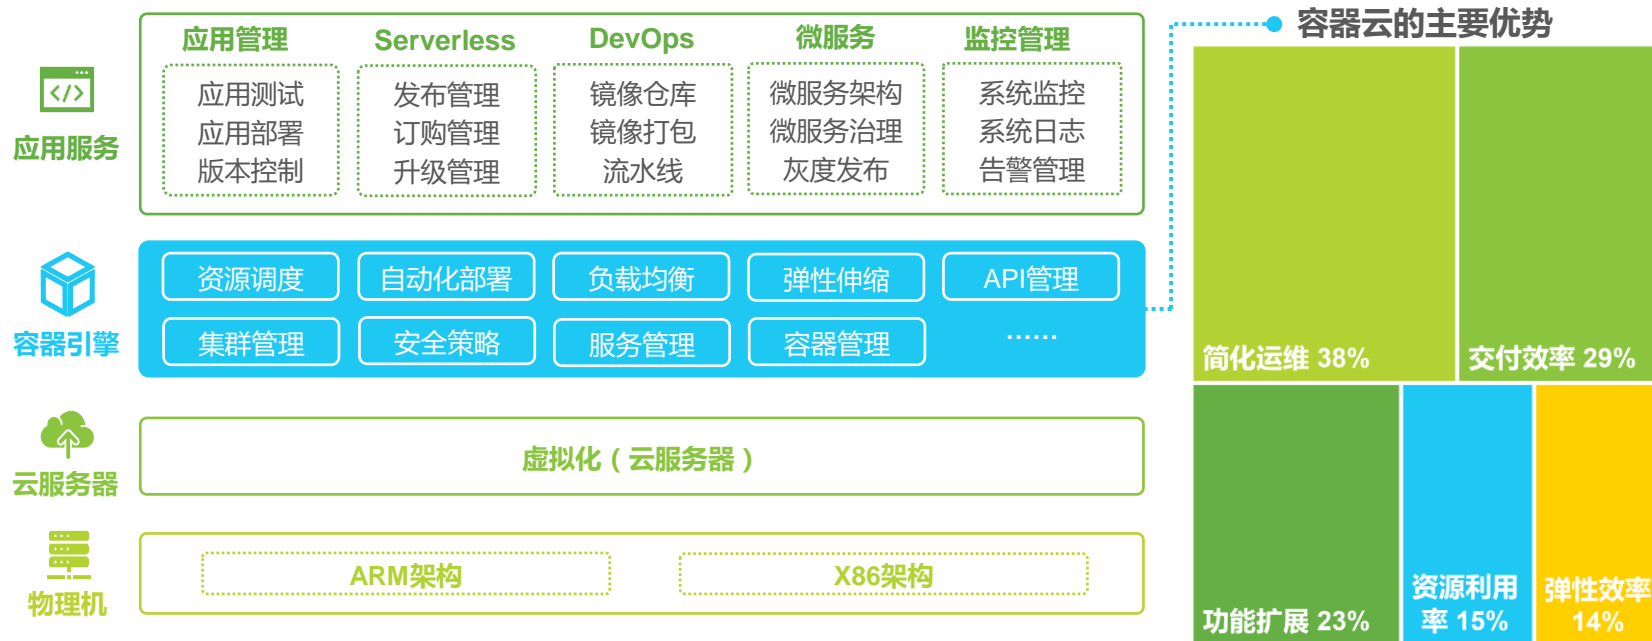 应用服务
应用管理
应用测试
应用部署
版本控制
Serverless
发布管理
订购管理
升级管理
DevOps
镜像仓库
镜像打包
流水线
微服务
微服务架构
微服务治理
灰度发布
监控管理
系统监控
系统日志
告警管理
容器引擎
资源调度
自动化部署
负载均衡
弹性伸缩
API管理
集群管理
安全策略
服务管理
容器管理
……
云服务器
虚拟化（云服务器）
物理机
ARM架构
X86架构
容器云的主要优势
简化运维 38%
交付效率 29%
功能扩展 23%
资源利用
率 15%
弹性效率
14%